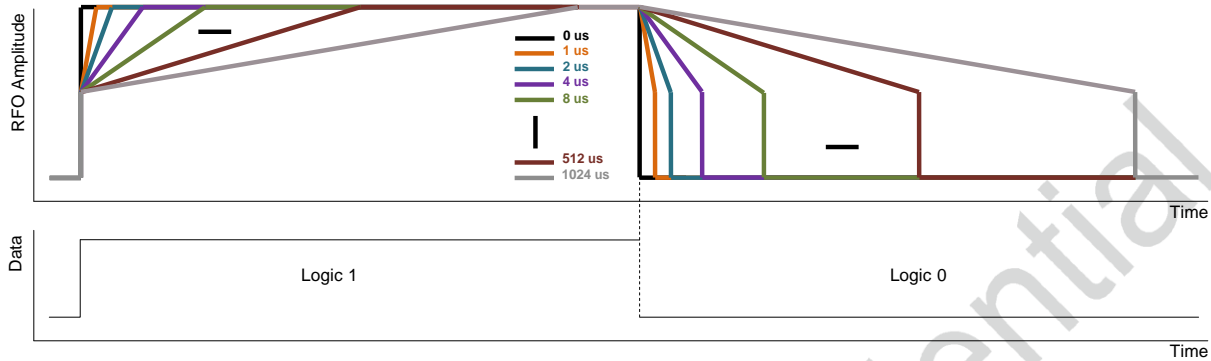 RFO Amplitude
0 us
1 us
2 us
4 us
8 us
512 us
1024 us
Time
Data
Logic 1
Logic 0
Time